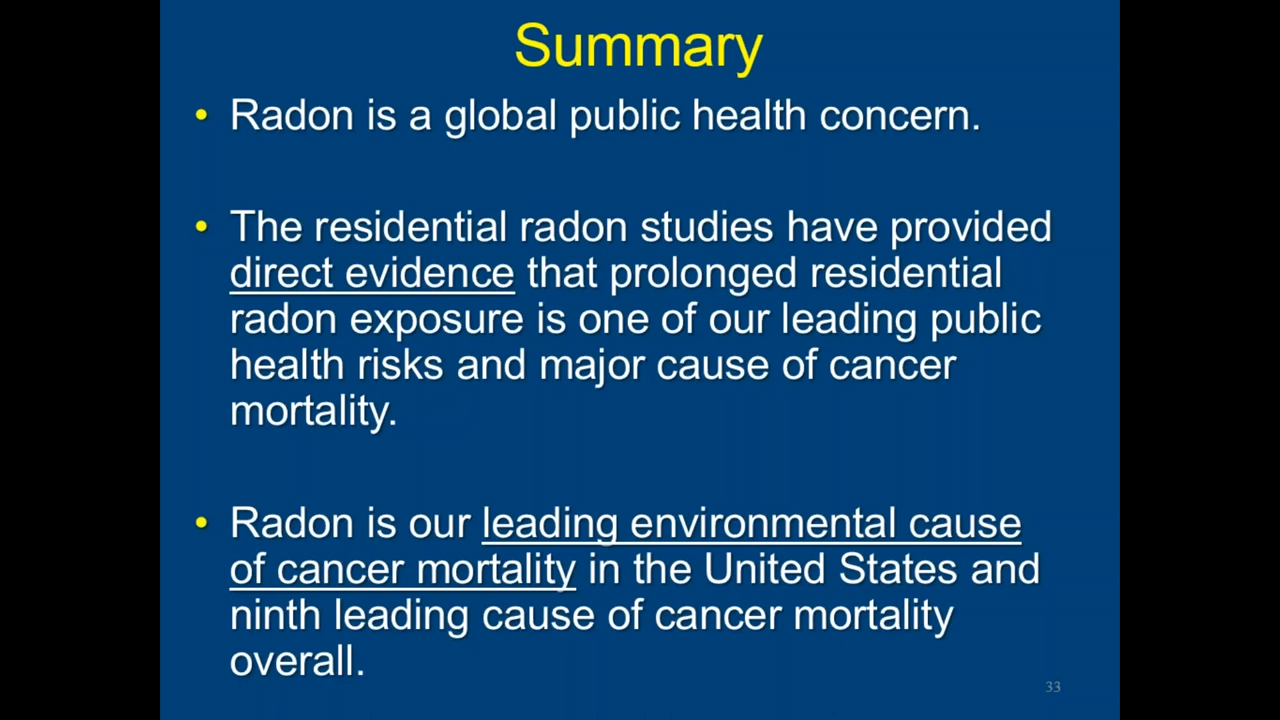 Summary
• Radon is a global public health concern.
• The residential radon studies have provided
direct evidence that prolonged residential
radon exposure is one of our leading public
health risks and major cause of cancer
mortality.
• Radon is our leading environmental cause
of cancer mortality in the United States and
ninth leading cause of cancer mortality
overall.
33